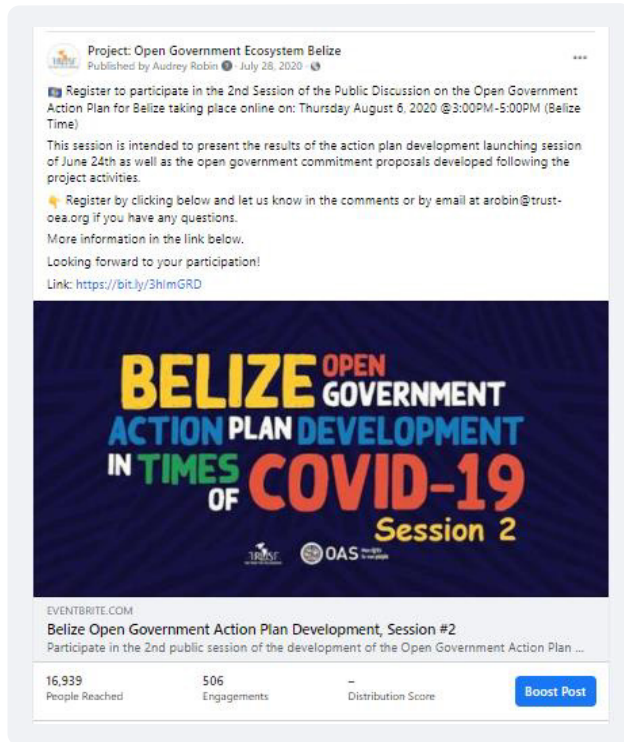 Project: Open Government Ecosystem Belize
Published by Audrey Robin · July 28, 2020 ·
Register to participate in the 2nd Session of the Public Discussion on the Open Government
Action Plan for Belize taking place online on: Thursday August 6, 2020 @3:00PM-5:00PM (Belize
Time)
This session is intended to present the results of the action plan development launching session
of June 24th as well as the open government commitment proposals developed following the
project activities.
Register by clicking below and let us know in the comments or by email at arobin@trust-
oea.org if you have any questions.
More information in the link below.
Looking forward to your participation!
Link: https://bit.ly/3hImGRD
BELIZE OPEN
GOVERNMENT
ACTION PLAN DEVELOPMENT
IN TIMES
OF COVID-19
Session 2
TRUST
OAS
EVENTBRITE.COM
Belize Open Government Action Plan Development, Session #2
Participate in the 2nd public session of the development of the Open Government Action Plan ...
16,939 506 –
People Reached Engagements Distribution Score Boost Post